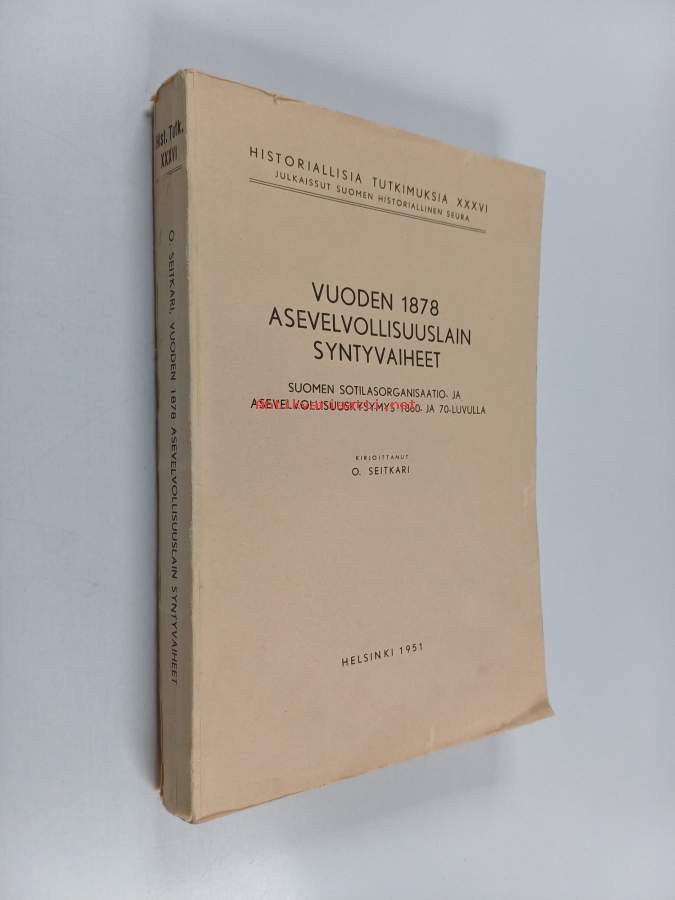 Hist. Tutk.
XXXVI
O. SEITKARI, VUODEN 1878 ASEVELVOLLISUUSLAIN SYNTYVAIHEET
HISTORIALLISIA TUTKIMUKSIA XXXVI
JULKAISSUT SUOMEN HISTORIALLINEN SEURA
VUODEN 1878
ASEVELVOLLISUUSLAIN
SYNTYVAIHEET
SUOMEN SOTILASORGANISAATIO- JA
ASEVELVOLLISUUSKYSYMYS 1860- JA 70-LUVULLA
KIRJOITTANUT
O. SEITKARI
HELSINKI 1951